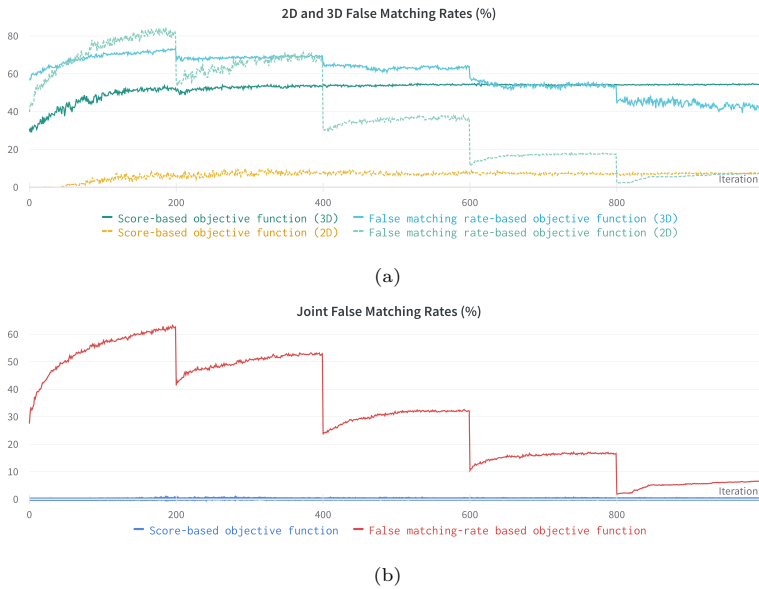 2D and 3D False Matching Rates (%)
80
60
40
20
0
Iteration
0 200 400 600 800
Score-based objective function (3D) False matching rate-based objective function (3D)
Score-based objective function (2D) False matching rate-based objective function (2D)
(a)
Joint False Matching Rates (%)
60
50
40
30
20
10
0
Iteration
0 200 400 600 800
Score-based objective function False matching-rate based objective function
(b)